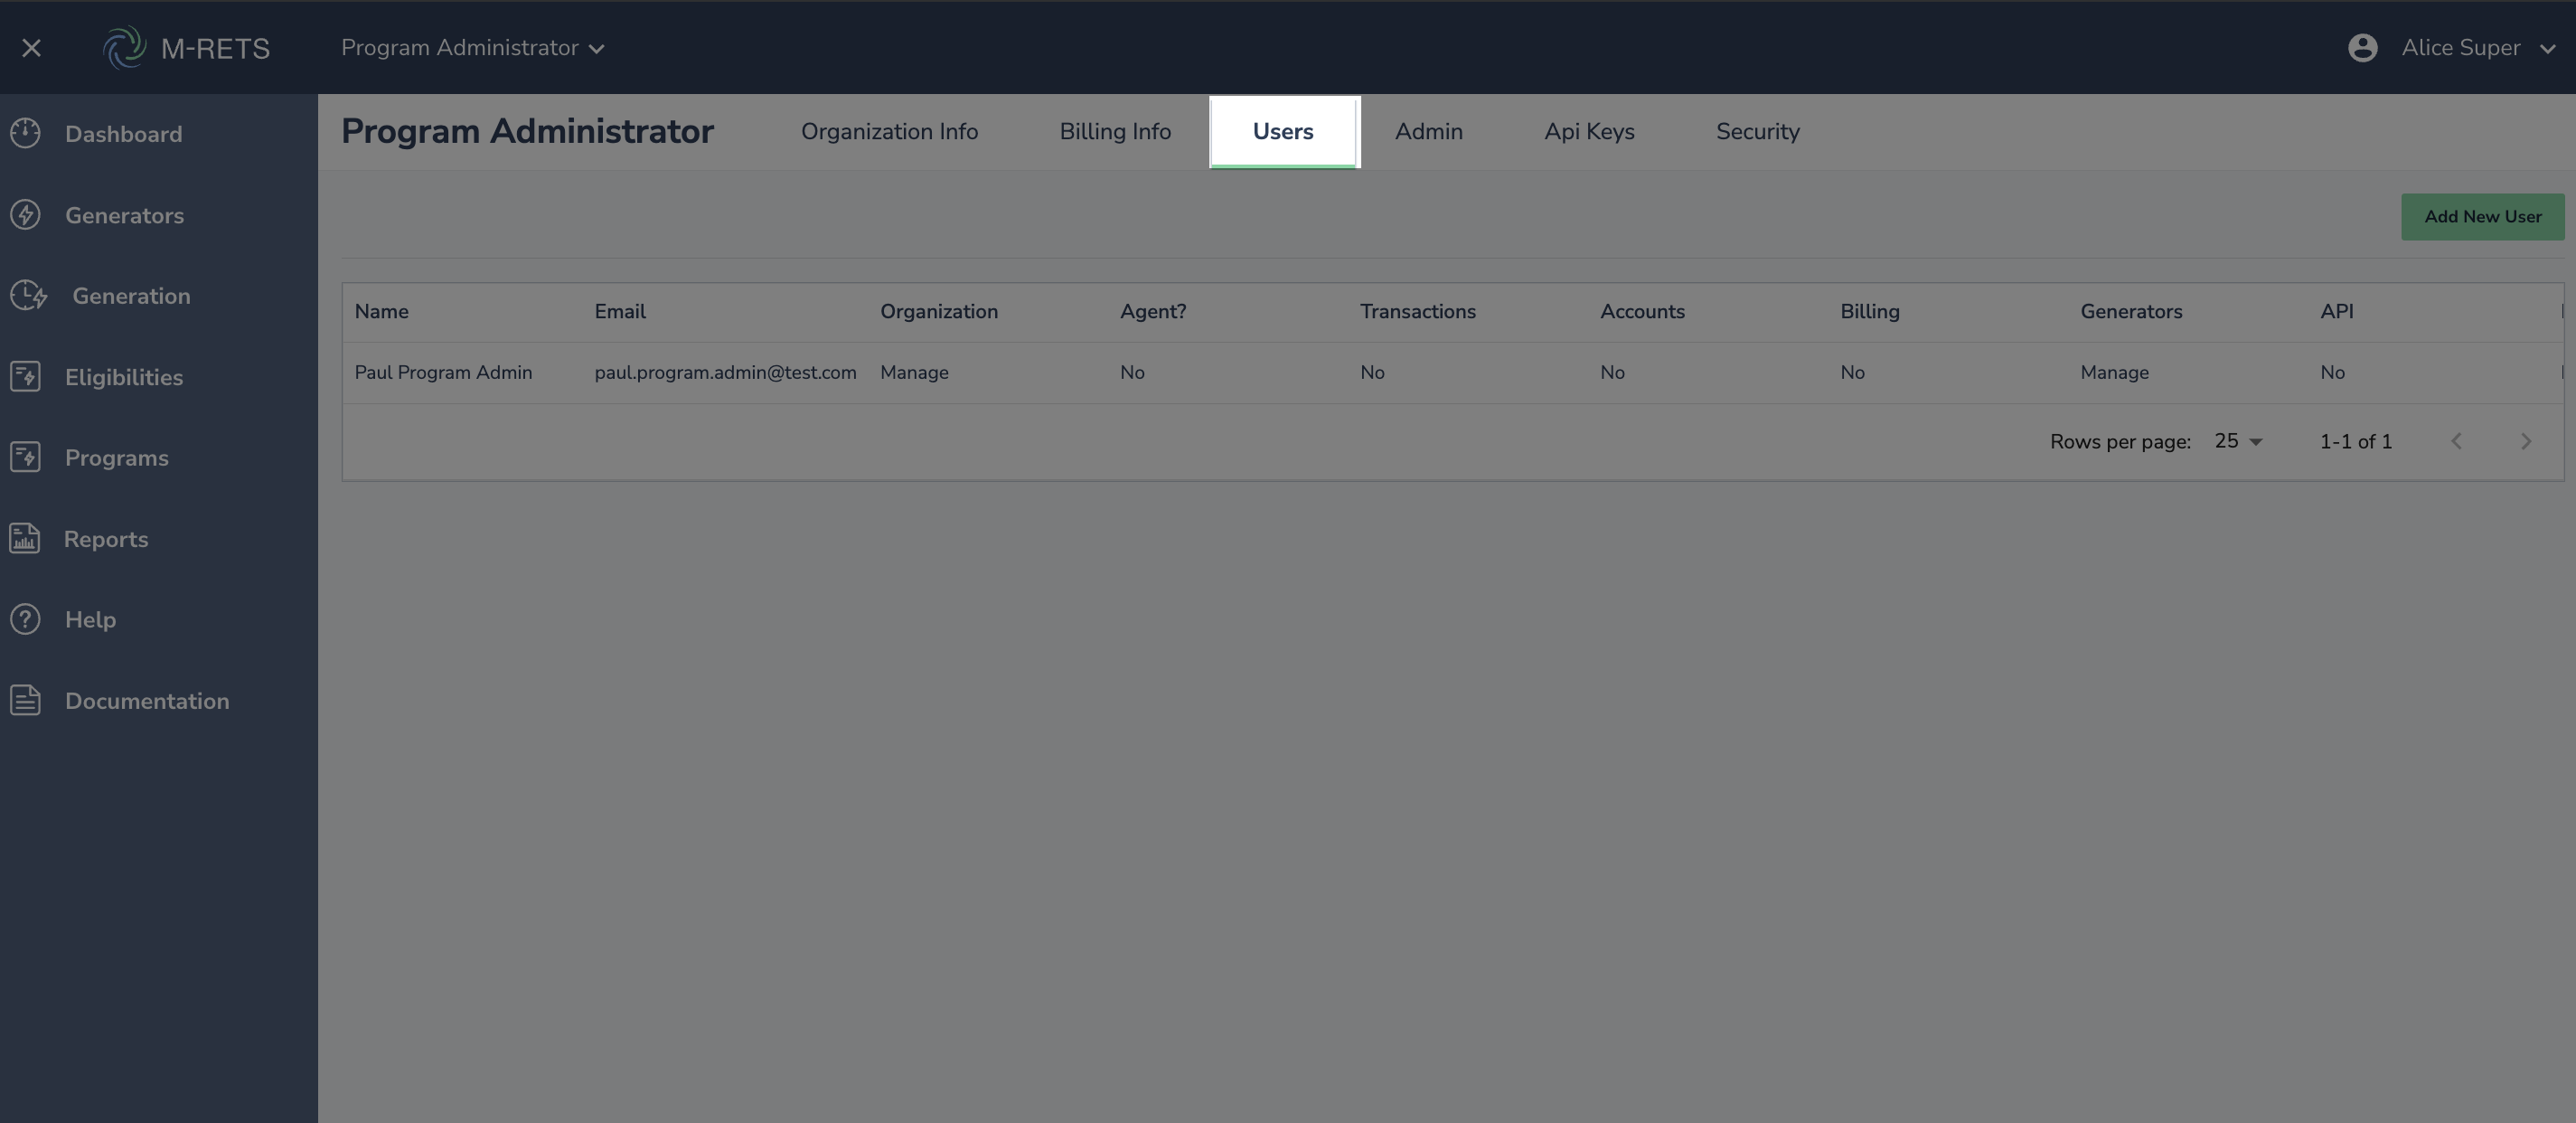 M-RETS
Program Administrator
Alice Super
Dashboard
Generators
Generation
Eligibilities
Programs
Reports
Help
Documentation
Program Administrator
Organization Info
Billing Info
Users
Admin
Api Keys
Security
Add New User
Name Email Organization Agent? Transactions Accounts Billing Generators API
Paul Program Admin paul.program.admin@test.com Manage No No No No Manage No
Rows per page: 25 1-1 of 1